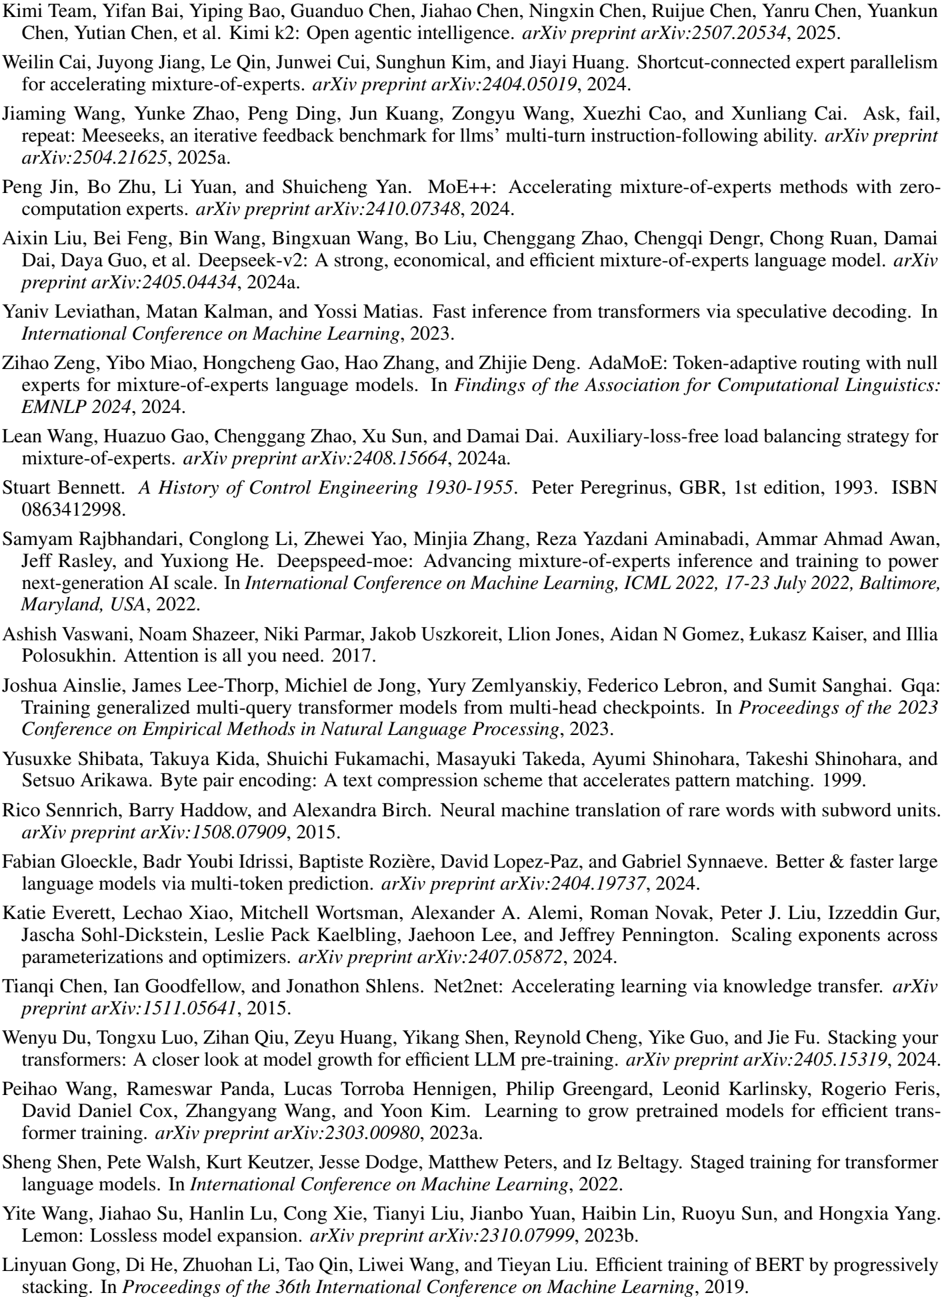 Kimi Team, Yifan Bai, Yiping Bao, Guanduo Chen, Jiahao Chen, Ningxin Chen, Ruijue Chen, Yanru Chen, Yuankun
Chen, Yutian Chen, et al. Kimi k2: Open agentic intelligence. arXiv preprint arXiv:2507.20534, 2025.
Weilin Cai, Juyong Jiang, Le Qin, Junwei Cui, Sunghun Kim, and Jiayi Huang. Shortcut-connected expert parallelism
for accelerating mixture-of-experts. arXiv preprint arXiv:2404.05019, 2024.
Jiaming Wang, Yunke Zhao, Peng Ding, Jun Kuang, Zongyu Wang, Xuezhi Cao, and Xunliang Cai. Ask, fail,
repeat: Meeseeks, an iterative feedback benchmark for llms' multi-turn instruction-following ability. arXiv preprint
arXiv:2504.21625, 2025a.
Peng Jin, Bo Zhu, Li Yuan, and Shuicheng Yan. MoE++: Accelerating mixture-of-experts methods with zero-
computation experts. arXiv preprint arXiv:2410.07348, 2024.
Aixin Liu, Bei Feng, Bin Wang, Bingxuan Wang, Bo Liu, Chenggang Zhao, Chengqi Dengr, Chong Ruan, Damai
Dai, Daya Guo, et al. Deepseek-v2: A strong, economical, and efficient mixture-of-experts language model. arXiv
preprint arXiv:2405.04434, 2024a.
Yaniv Leviathan, Matan Kalman, and Yossi Matias. Fast inference from transformers via speculative decoding. In
International Conference on Machine Learning, 2023.
Zihao Zeng, Yibo Miao, Hongcheng Gao, Hao Zhang, and Zhijie Deng. AdaMoE: Token-adaptive routing with null
experts for mixture-of-experts language models. In Findings of the Association for Computational Linguistics:
EMNLP 2024, 2024.
Lean Wang, Huazuo Gao, Chenggang Zhao, Xu Sun, and Damai Dai. Auxiliary-loss-free load balancing strategy for
mixture-of-experts. arXiv preprint arXiv:2408.15664, 2024a.
Stuart Bennett. A History of Control Engineering 1930-1955. Peter Peregrinus, GBR, 1st edition, 1993. ISBN
0863412998.
Samyam Rajbhandari, Conglong Li, Zhewei Yao, Minjia Zhang, Reza Yazdani Aminabadi, Ammar Ahmad Awan,
Jeff Rasley, and Yuxiong He. Deepspeed-moe: Advancing mixture-of-experts inference and training to power
next-generation AI scale. In International Conference on Machine Learning, ICML 2022, 17-23 July 2022, Baltimore,
Maryland, USA, 2022.
Ashish Vaswani, Noam Shazeer, Niki Parmar, Jakob Uszkoreit, Llion Jones, Aidan N Gomez, Łukasz Kaiser, and Illia
Polosukhin. Attention is all you need. 2017.
Joshua Ainslie, James Lee-Thorp, Michiel de Jong, Yury Zemlyanskiy, Federico Lebron, and Sumit Sanghai. Gqa:
Training generalized multi-query transformer models from multi-head checkpoints. In Proceedings of the 2023
Conference on Empirical Methods in Natural Language Processing, 2023.
Yusuxke Shibata, Takuya Kida, Shuichi Fukamachi, Masayuki Takeda, Ayumi Shinohara, Takeshi Shinohara, and
Setsuo Arikawa. Byte pair encoding: A text compression scheme that accelerates pattern matching. 1999.
Rico Sennrich, Barry Haddow, and Alexandra Birch. Neural machine translation of rare words with subword units.
arXiv preprint arXiv:1508.07909, 2015.
Fabian Gloeckle, Badr Youbi Idrissi, Baptiste Rozière, David Lopez-Paz, and Gabriel Synnaeve. Better & faster large
language models via multi-token prediction. arXiv preprint arXiv:2404.19737, 2024.
Katie Everett, Lechao Xiao, Mitchell Wortsman, Alexander A. Alemi, Roman Novak, Peter J. Liu, Izzeddin Gur,
Jascha Sohl-Dickstein, Leslie Pack Kaelbling, Jaehoon Lee, and Jeffrey Pennington. Scaling exponents across
parameterizations and optimizers. arXiv preprint arXiv:2407.05872, 2024.
Tianqi Chen, Ian Goodfellow, and Jonathon Shlens. Net2net: Accelerating learning via knowledge transfer. arXiv
preprint arXiv:1511.05641, 2015.
Wenyu Du, Tongxu Luo, Zihan Qiu, Zeyu Huang, Yikang Shen, Reynold Cheng, Yike Guo, and Jie Fu. Stacking your
transformers: A closer look at model growth for efficient LLM pre-training. arXiv preprint arXiv:2405.15319, 2024.
Peihao Wang, Rameswar Panda, Lucas Torroba Hennigen, Philip Greengard, Leonid Karlinsky, Rogerio Feris,
David Daniel Cox, Zhangyang Wang, and Yoon Kim. Learning to grow pretrained models for efficient trans-
former training. arXiv preprint arXiv:2303.00980, 2023a.
Sheng Shen, Pete Walsh, Kurt Keutzer, Jesse Dodge, Matthew Peters, and Iz Beltagy. Staged training for transformer
language models. In International Conference on Machine Learning, 2022.
Yite Wang, Jiahao Su, Hanlin Lu, Cong Xie, Tianyi Liu, Jianbo Yuan, Haibin Lin, Ruoyu Sun, and Hongxia Yang.
Lemon: Lossless model expansion. arXiv preprint arXiv:2310.07999, 2023b.
Linyuan Gong, Di He, Zhuohan Li, Tao Qin, Liwei Wang, and Tieyan Liu. Efficient training of BERT by progressively
stacking. In Proceedings of the 36th International Conference on Machine Learning, 2019.